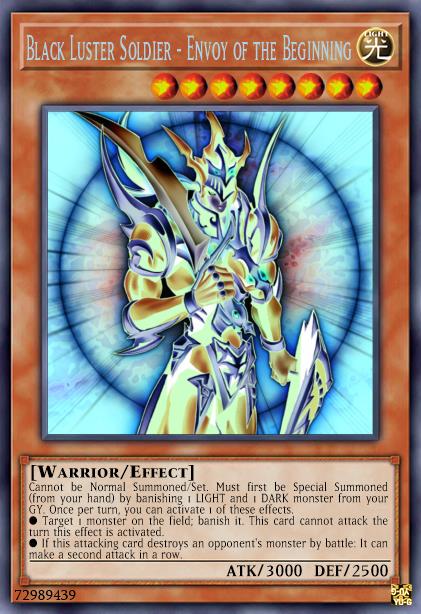 Black Luster Soldier - Envoy of the Beginning
LIGHT
光
[Warrior/Effect]
Cannot be Normal Summoned/Set. Must first be Special Summoned
(from your hand) by banishing 1 LIGHT and 1 DARK monster from your
GY. Once per turn, you can activate 1 of these effects.
● Target 1 monster on the field; banish it. This card cannot attack the
turn this effect is activated.
● If this attacking card destroys an opponent's monster by battle: It can
make a second attack in a row.
ATK/3000 DEF/2500
72989439